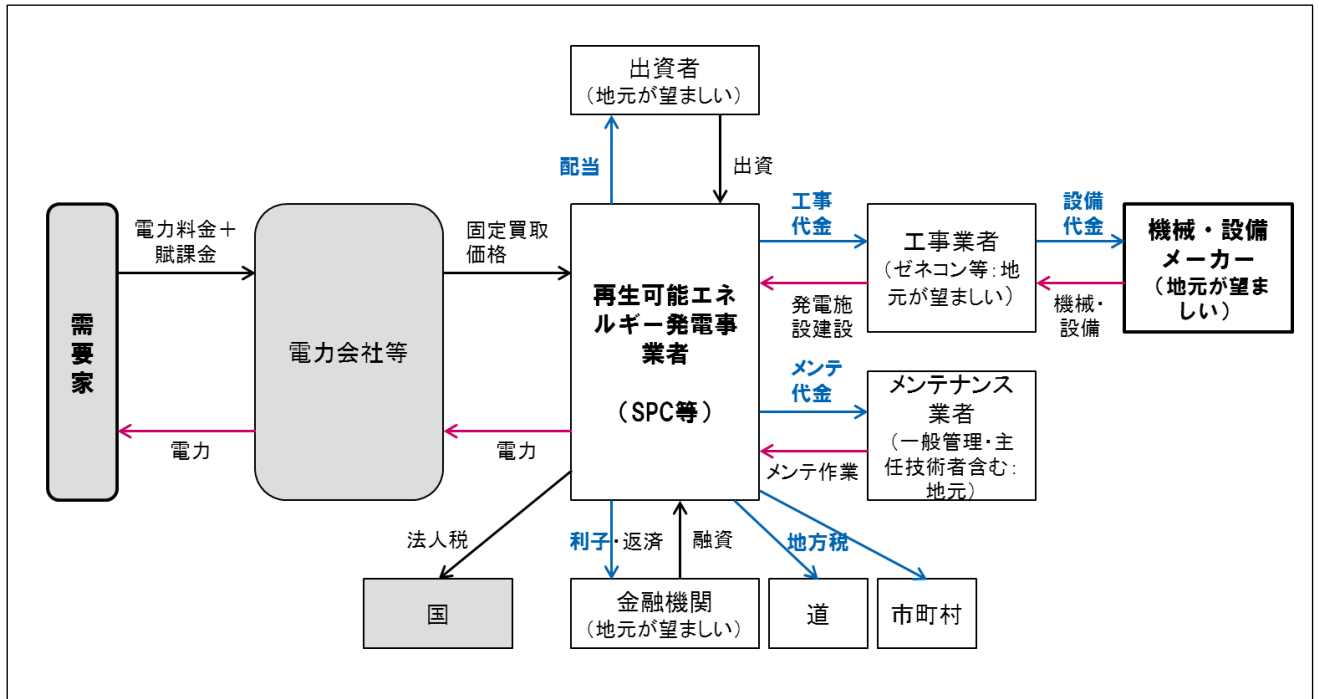 出資者
（地元が望ましい）
配当
出資
電力料金＋
賦課金
固定買取
価格
工事
代金
設備
代金
需要家
電力会社等
再生可能エネ
ルギー発電事
業者
（SPC等）
工事業者
（ゼネコン等：地
元が望ましい）
機械・設備
メーカー
（地元が望ま
しい）
発電施
設建設
機械・
設備
メンテ
代金
メンテナンス
業者
（一般管理・主
任技術者含む：
地元）
電力
電力
メンテ作業
法人税
利子・返済
融資
地方税
国
金融機関
（地元が望ましい）
道
市町村